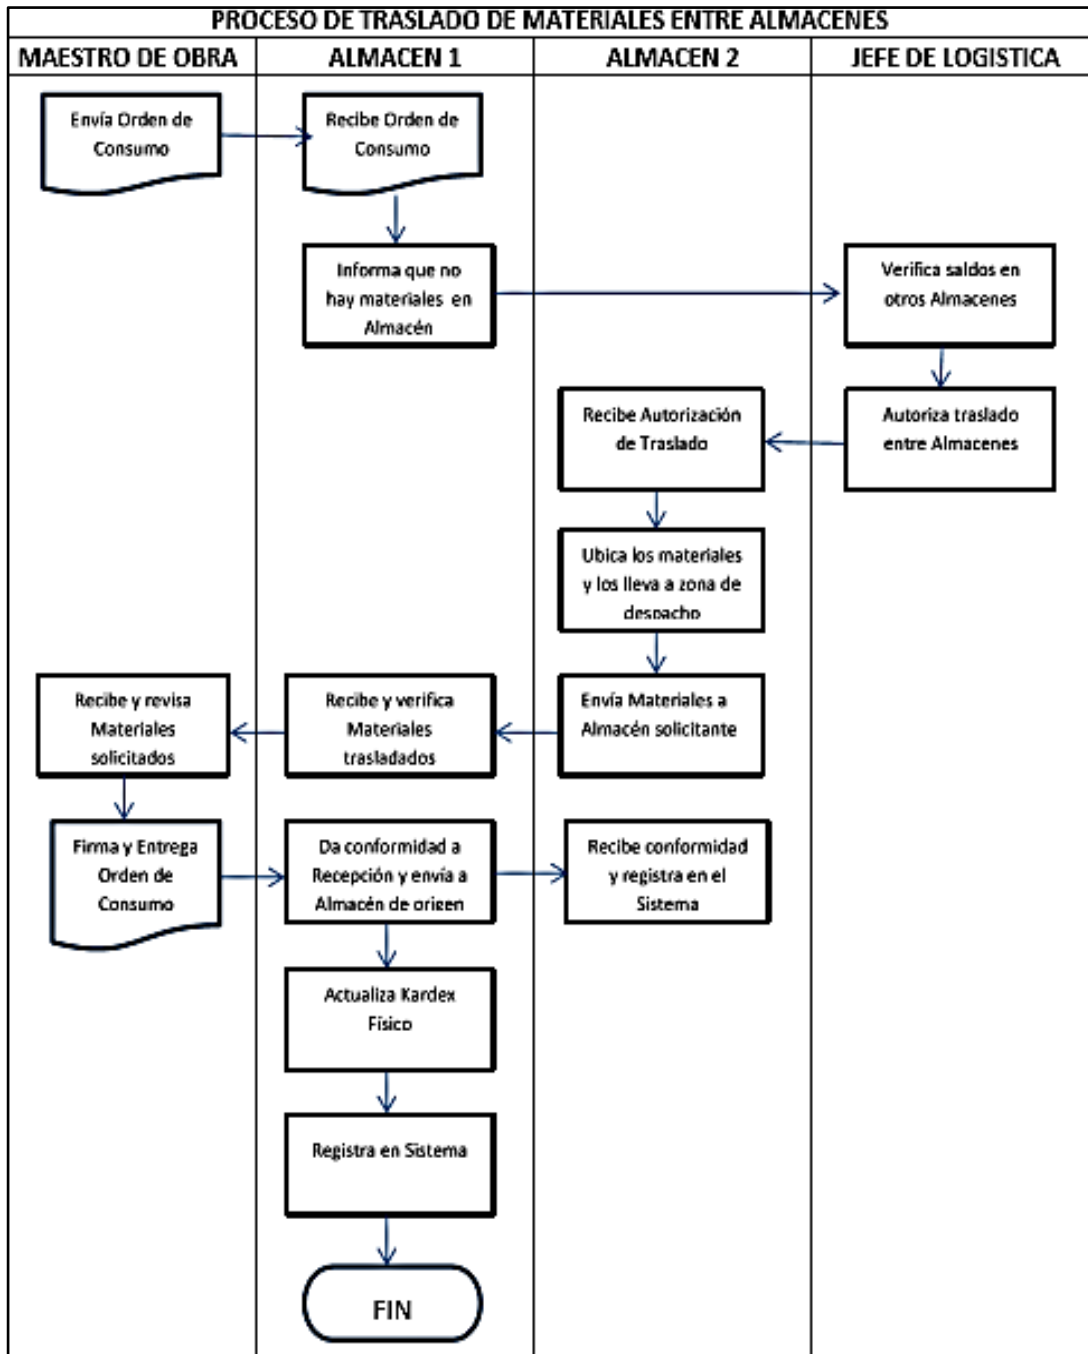 PROCESO DE TRASLADO DE MATERIALES ENTRE ALMACENES
MAESTRO DE OBRA
ALMACEN 1
ALMACEN 2
JEFE DE LOGISTICA
Envía Orden de
Consumo
Recibe Orden de
Consumo
Informa que no
hay materiales en
Almacén
Verifica saldos en
otros Almacenes
Recibe Autorización
de Traslado
Autoriza traslado
entre Almacenes
Ubica los materiales
y los lleva a zona de
despacho
Recibe y revisa
Materiales
solicitados
Recibe y verifica
Materiales
trasladados
Envía Materiales a
Almacén solicitante
Firma y Entrega
Orden de
Consumo
Da conformidad a
Recepción y envía a
Almacén de origen
Recibe conformidad
y registra en el
Sistema
Actualiza Kardex
Físico
Registra en Sistema
FIN